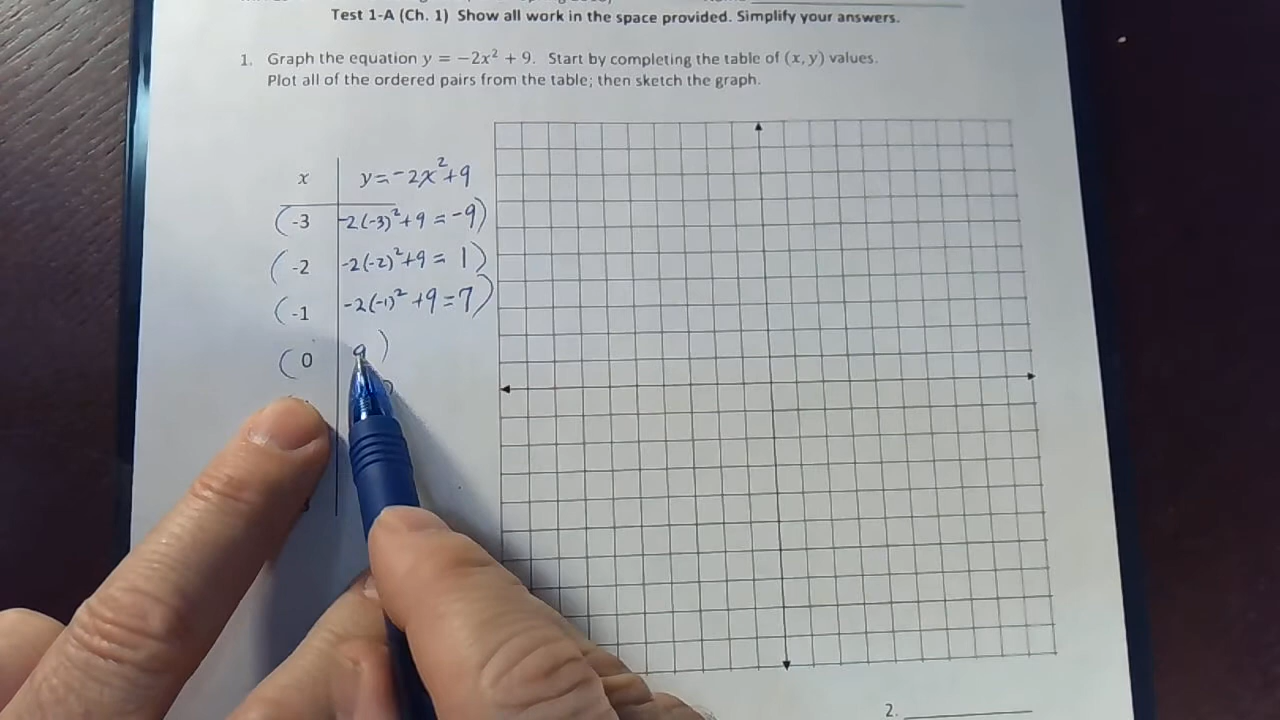 Test 1-A (Ch. 1) Show all work in the space provided. Simplify your answers.
1. Graph the equation y = −2x² + 9. Start by completing the table of (x, y) values.
Plot all of the ordered pairs from the table; then sketch the graph.
x y=-2x²+9
(-3 -2(-3)²+9 = -9)
(-2 -2(-2)²+9 = 1)
(-1 -2(-1)²+9=7)
(0 9)
2.